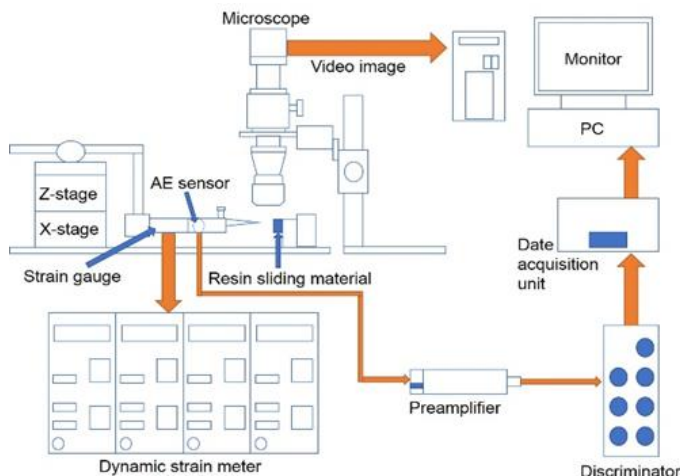 Microscope
Video image
Monitor
PC
AE sensor
Z-stage
X-stage
Strain gauge
Resin sliding material
Date
acquisition
unit
Preamplifier
Dynamic strain meter
Discriminator